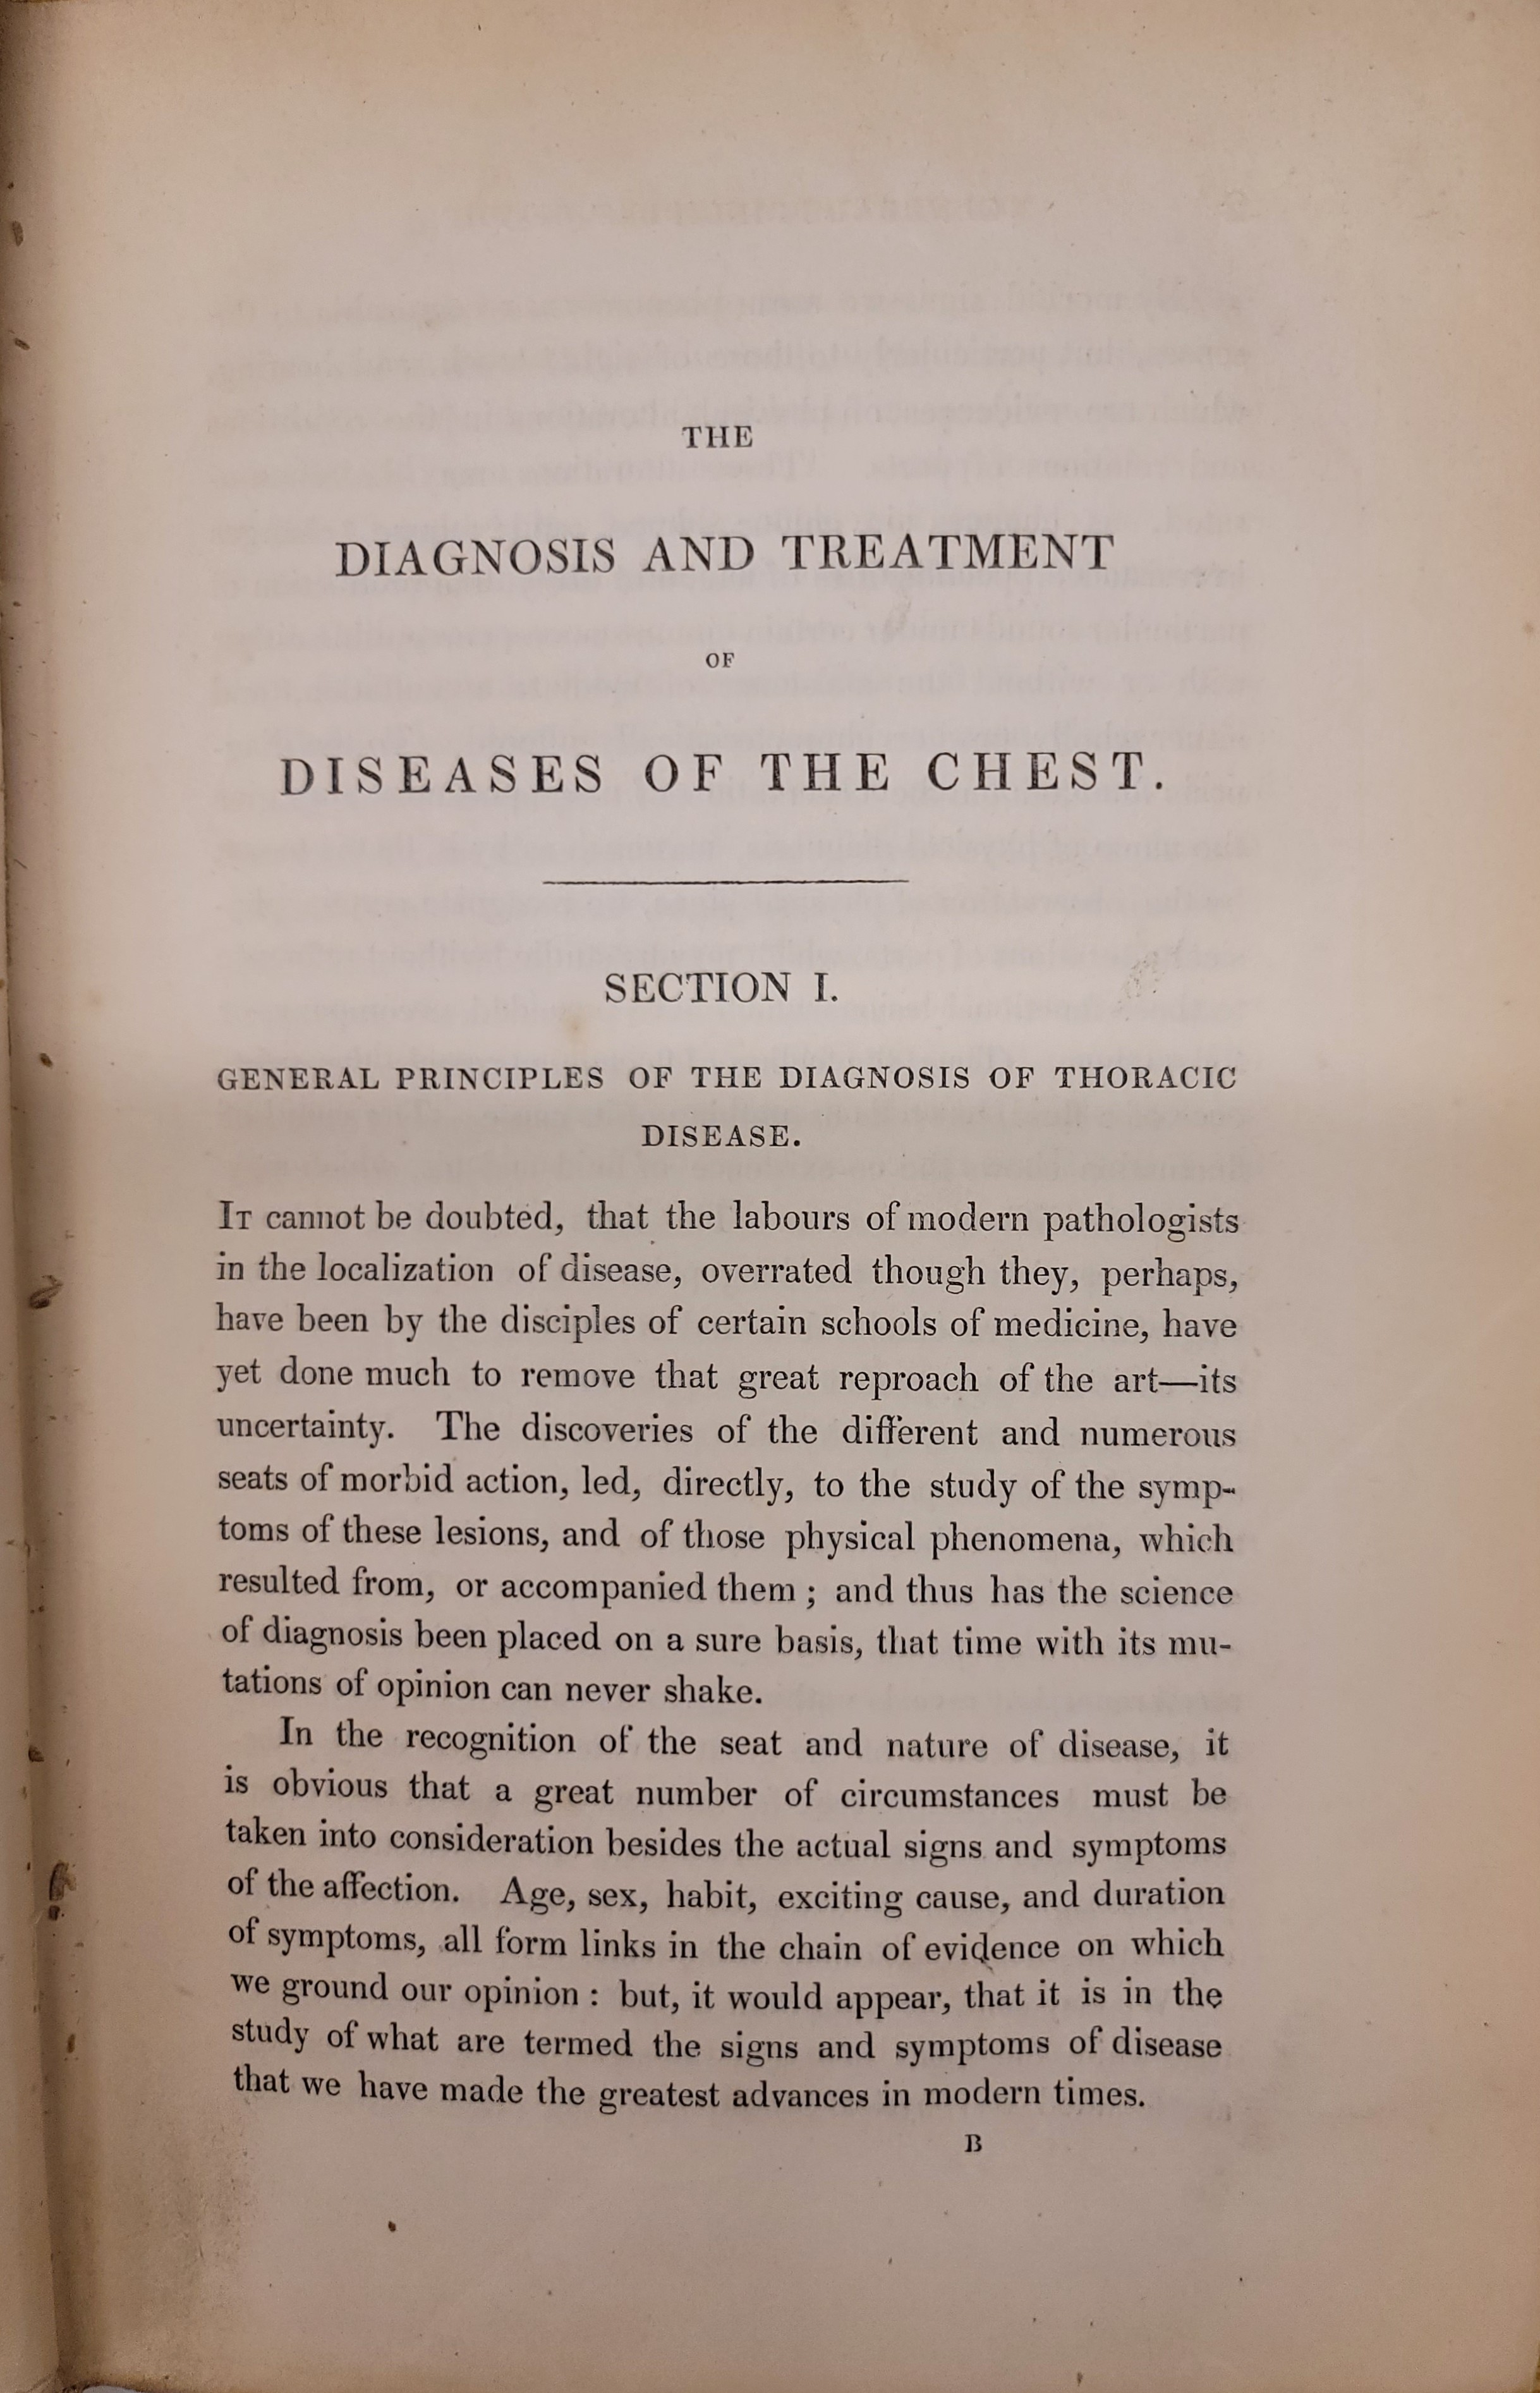 THE
DIAGNOSIS AND TREATMENT
OF
DISEASES OF THE CHEST.
SECTION I.
GENERAL PRINCIPLES OF THE DIAGNOSIS OF THORACIC
DISEASE.
IT cannot be doubted, that the labours of modern pathologists
in the localization of disease, overrated though they, perhaps,
have been by the disciples of certain schools of medicine, have
yet done much to remove that great reproach of the art—its
uncertainty. The discoveries of the different and numerous
seats of morbid action, led, directly, to the study of the symp-
toms of these lesions, and of those physical phenomena, which
resulted from, or accompanied them ; and thus has the science
of diagnosis been placed on a sure basis, that time with its mu-
tations of opinion can never shake.
In the recognition of the seat and nature of disease, it
is obvious that a great number of circumstances must be
taken into consideration besides the actual signs and symptoms
of the affection. Age, sex, habit, exciting cause, and duration
of symptoms, all form links in the chain of evidence on which
we ground our opinion : but, it would appear, that it is in the
study of what are termed the signs and symptoms of disease
that we have made the greatest advances in modern times.
B